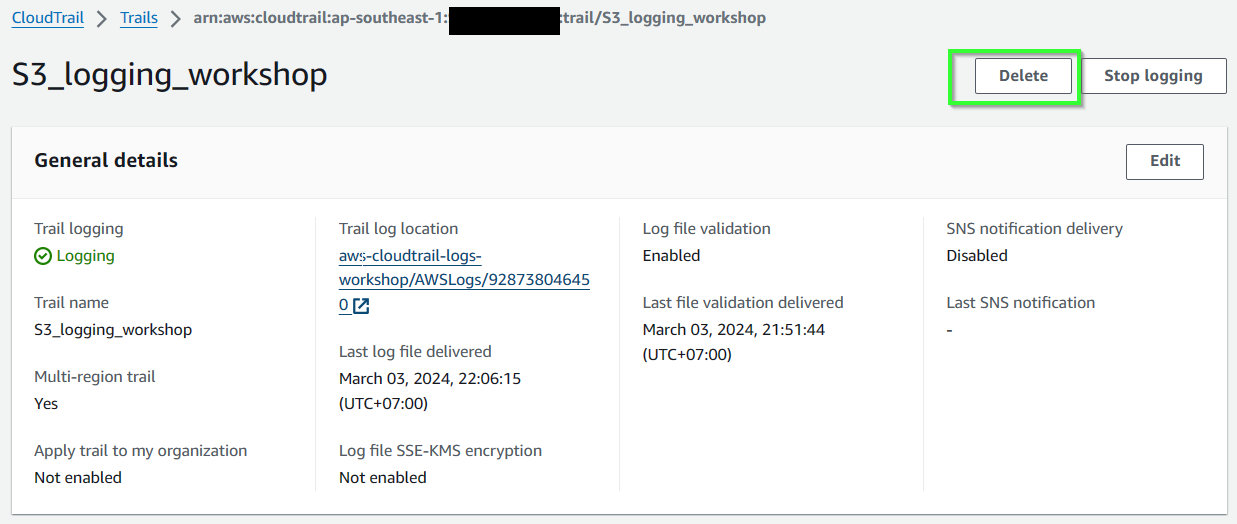 CloudTrail > Trails > arn:aws:cloudtrail:ap-southeast-1: :trail/S3_logging_workshop
S3_logging_workshop
Delete
Stop logging
General details
Edit
Trail logging
Logging
Trail name
S3_logging_workshop
Multi-region trail
Yes
Apply trail to my organization
Not enabled
Trail log location
aws-cloudtrail-logs-
workshop/AWSLogs/92873804645
0
Last log file delivered
March 03, 2024, 22:06:15
(UTC+07:00)
Log file SSE-KMS encryption
Not enabled
Log file validation
Enabled
Last file validation delivered
March 03, 2024, 21:51:44
(UTC+07:00)
SNS notification delivery
Disabled
Last SNS notification
-